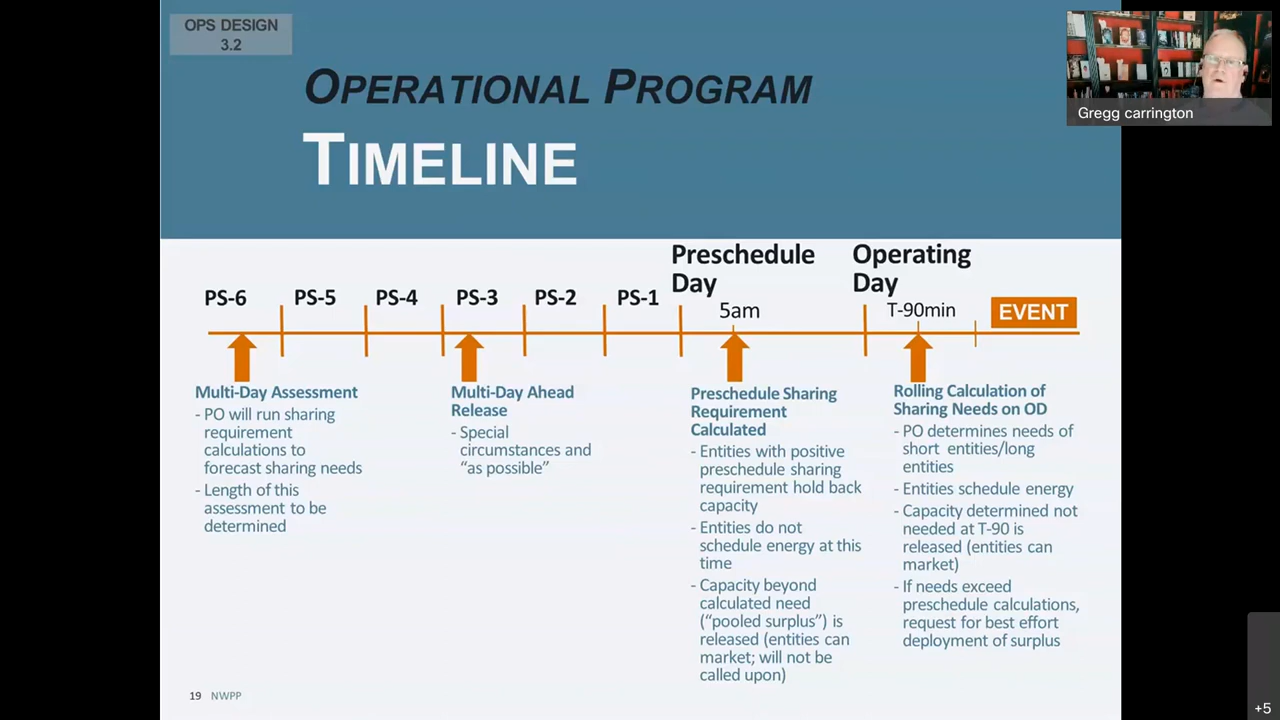 OPS DESIGN
3.2
OPERATIONAL PROGRAM
TIMELINE
Gregg carrington
PS-6
PS-5
PS-4
PS-3
PS-2
PS-1
Preschedule
Day
5am
Operating
Day
T-90min
EVENT
Multi-Day Assessment
- PO will run sharing
requirement
calculations to
forecast sharing needs
- Length of this
assessment to be
determined
Multi-Day Ahead
Release
- Special
circumstances and
“as possible”
Preschedule Sharing
Requirement
Calculated
- Entities with positive
preschedule sharing
requirement hold back
capacity
- Entities do not
schedule energy at this
time
- Capacity beyond
calculated need
(“pooled surplus”) is
released (entities can
market; will not be
called upon)
Rolling Calculation of
Sharing Needs on OD
- PO determines needs of
short entities/long
entities
- Entities schedule energy
- Capacity determined not
needed at T-90 is
released (entities can
market)
- If needs exceed
preschedule calculations,
request for best effort
deployment of surplus
19 NWPP
+5